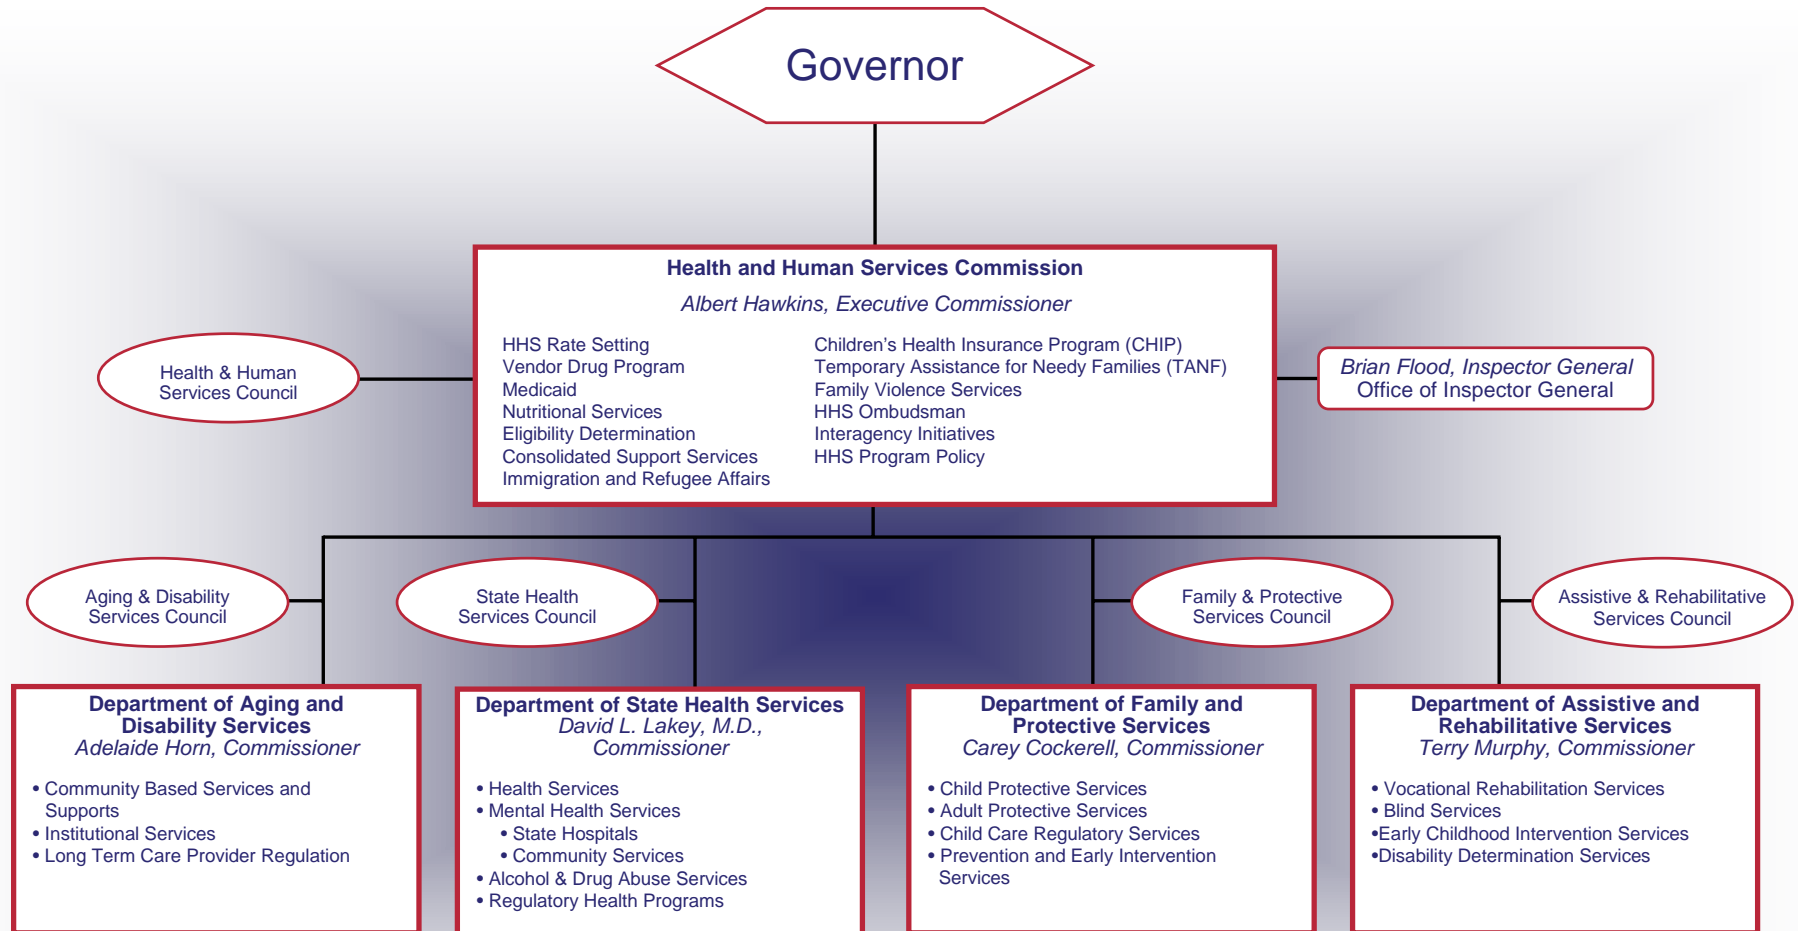 Governor
Health and Human Services Commission
Albert Hawkins, Executive Commissioner
HHS Rate Setting
Vendor Drug Program
Medicaid
Nutritional Services
Eligibility Determination
Consolidated Support Services
Immigration and Refugee Affairs
Children's Health Insurance Program (CHIP)
Temporary Assistance for Needy Families (TANF)
Family Violence Services
HHS Ombudsman
Interagency Initiatives
HHS Program Policy
Health & Human
Services Council
Brian Flood, Inspector General
Office of Inspector General
Aging & Disability
Services Council
State Health
Services Council
Family & Protective
Services Council
Assistive & Rehabilitative
Services Council
Department of Aging and
Disability Services
Adelaide Horn, Commissioner
• Community Based Services and
Supports
• Institutional Services
• Long Term Care Provider Regulation
Department of State Health Services
David L. Lakey, M.D.,
Commissioner
• Health Services
• Mental Health Services
• State Hospitals
• Community Services
• Alcohol & Drug Abuse Services
• Regulatory Health Programs
Department of Family and
Protective Services
Carey Cockerell, Commissioner
• Child Protective Services
• Adult Protective Services
• Child Care Regulatory Services
• Prevention and Early Intervention
Services
Department of Assistive and
Rehabilitative Services
Terry Murphy, Commissioner
• Vocational Rehabilitation Services
• Blind Services
•Early Childhood Intervention Services
•Disability Determination Services